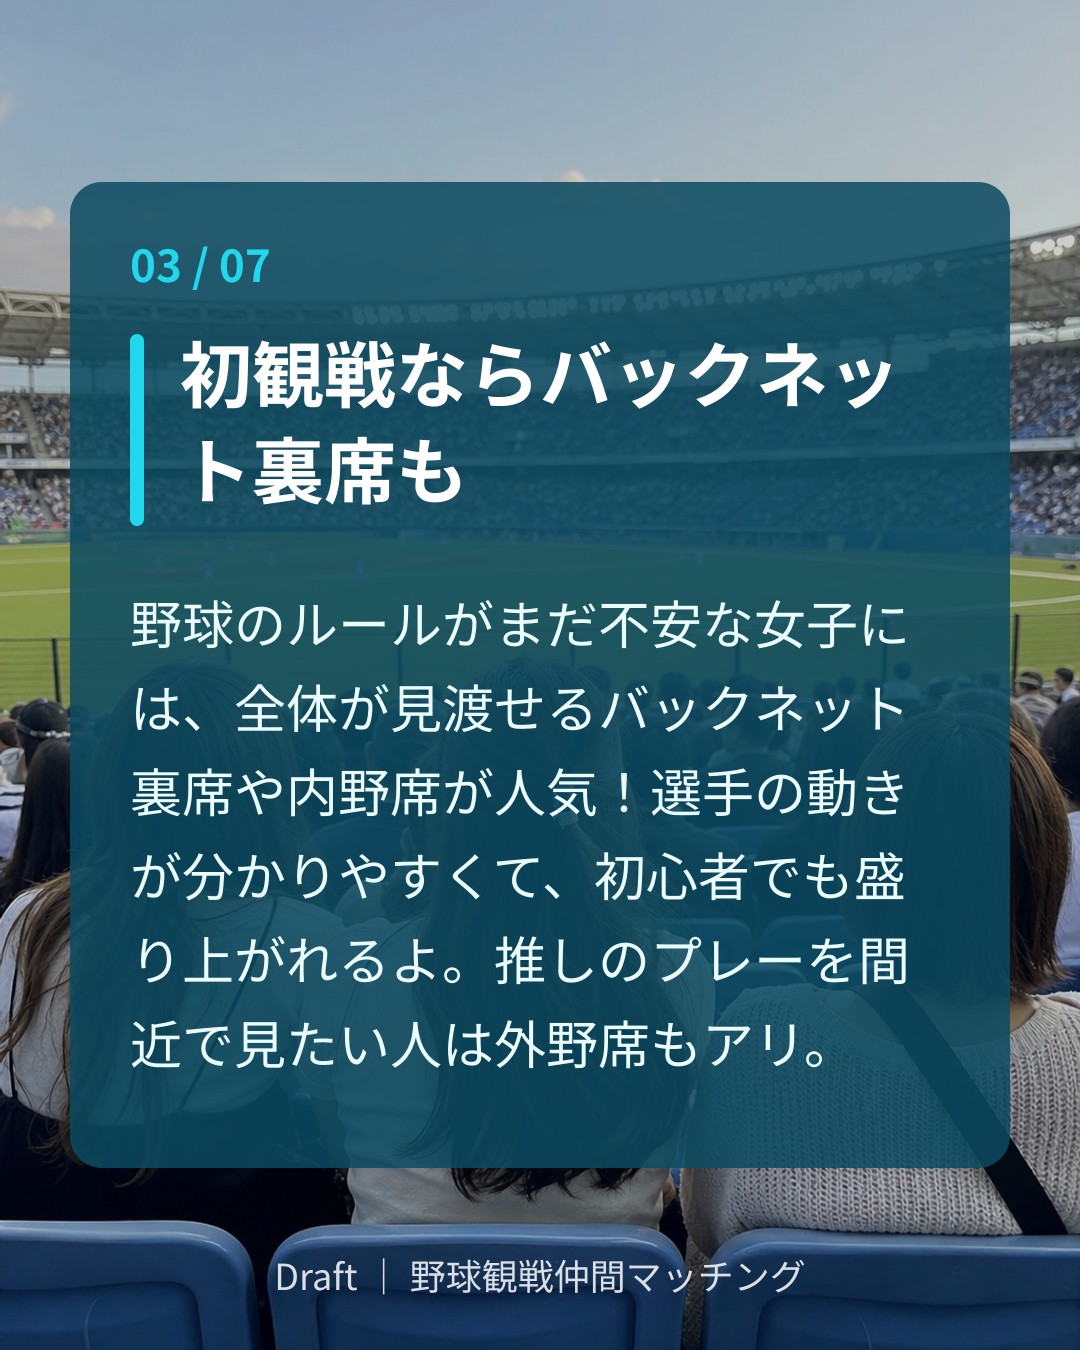 03 / 07
初観戦ならバックネッ
ト裏席も
野球のルールがまだ不安な女子に
は、全体が見渡せるバックネット
裏席や内野席が人気！選手の動き
が分かりやすくて、初心者でも盛
り上がれるよ。推しのプレーを間
近で見たい人は外野席もアリ。
Draft ｜ 野球観戦仲間マッチング